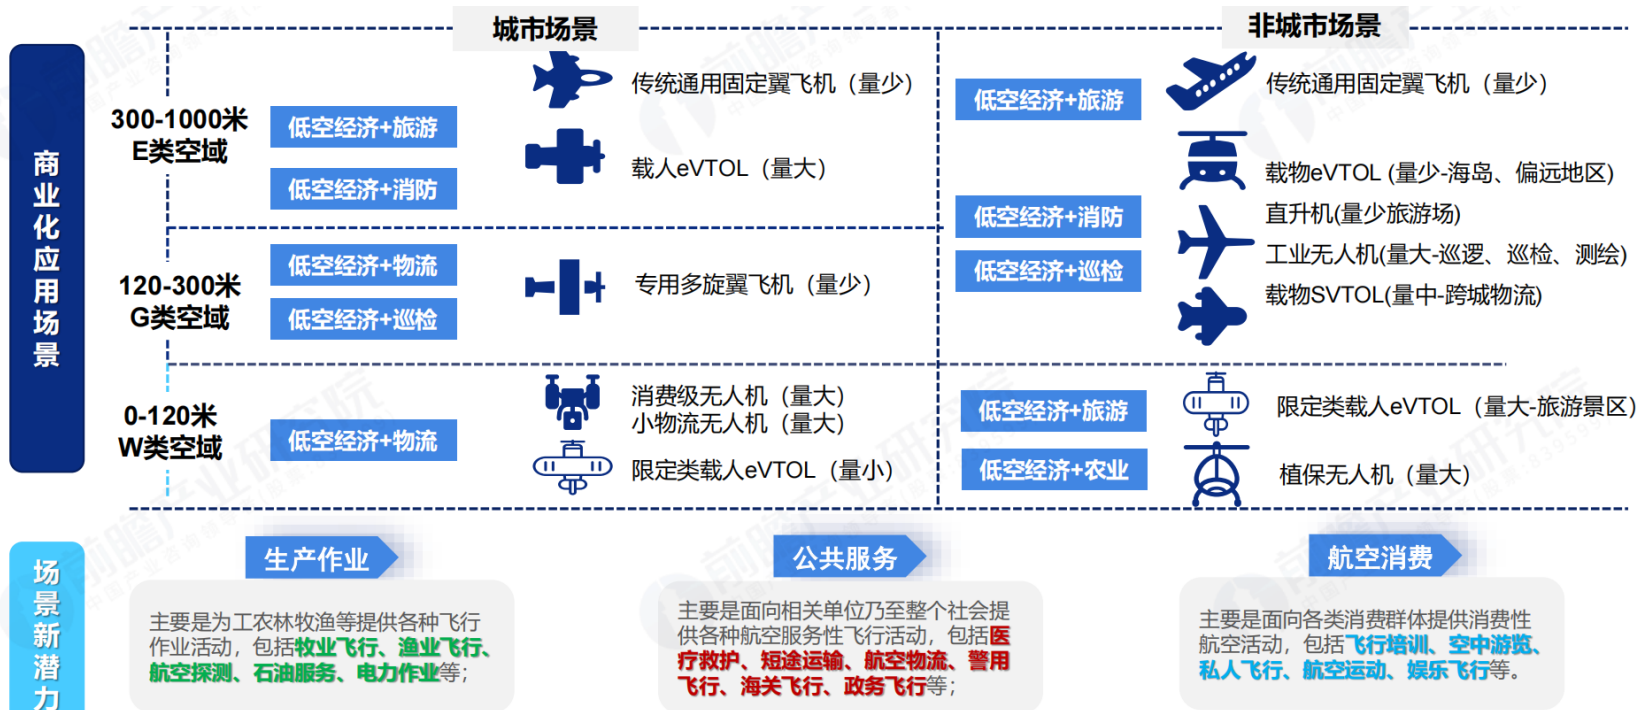 城市场景
非城市场景
商业化应用场景
300-1000米
E类空域
低空经济+旅游
低空经济+消防
传统通用固定翼飞机（量少）
载人eVTOL（量大）
120-300米
G类空域
低空经济+物流
低空经济+巡检
专用多旋翼飞机（量少）
0-120米
W类空域
低空经济+物流
消费级无人机（量大）
小物流无人机（量大）
限定类载人eVTOL（量小）
低空经济+旅游
传统通用固定翼飞机（量少）
载物eVTOL (量少-海岛、偏远地区)
低空经济+消防
直升机(量少旅游场)
低空经济+巡检
工业无人机(量大-巡逻、巡检、测绘)
载物SVTOL(量中-跨城物流)
低空经济+旅游
限定类载人eVTOL（量大-旅游景区）
低空经济+农业
植保无人机（量大）
场景新潜力
生产作业
主要是为工农林牧渔等提供各种飞行
作业活动，包括牧业飞行、渔业飞行、
航空探测、石油服务、电力作业等；
公共服务
主要是面向相关单位乃至整个社会提
供各种航空服务性飞行活动，包括医
疗救护、短途运输、航空物流、警用
飞行、海关飞行、政务飞行等；
航空消费
主要是面向各类消费群体提供消费性
航空活动，包括飞行培训、空中游览、
私人飞行、航空运动、娱乐飞行等。
前瞻产业研究院